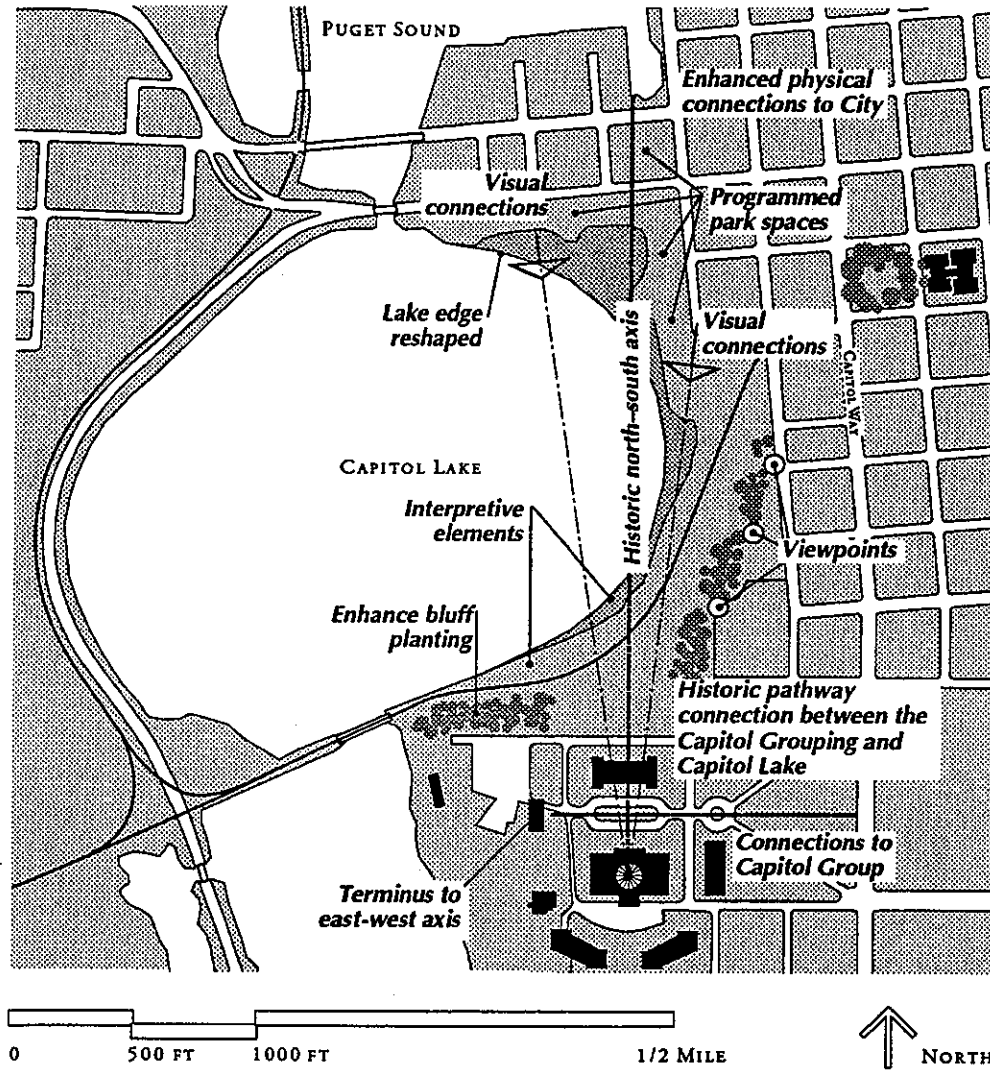 PUGET SOUND
Enhanced physical
connections to City
Visual
connections
Programmed
park spaces
Lake edge
reshaped
Historic north–south axis
Visual
connections
CAPITOL WAY
CAPITOL LAKE
Interpretive
elements
Viewpoints
Enhance bluff
planting
Historic pathway
connection between the
Capitol Grouping and
Capitol Lake
Connections to
Capitol Group
Terminus to
east-west axis
0
500 FT
1000 FT
1/2 MILE
NORTH